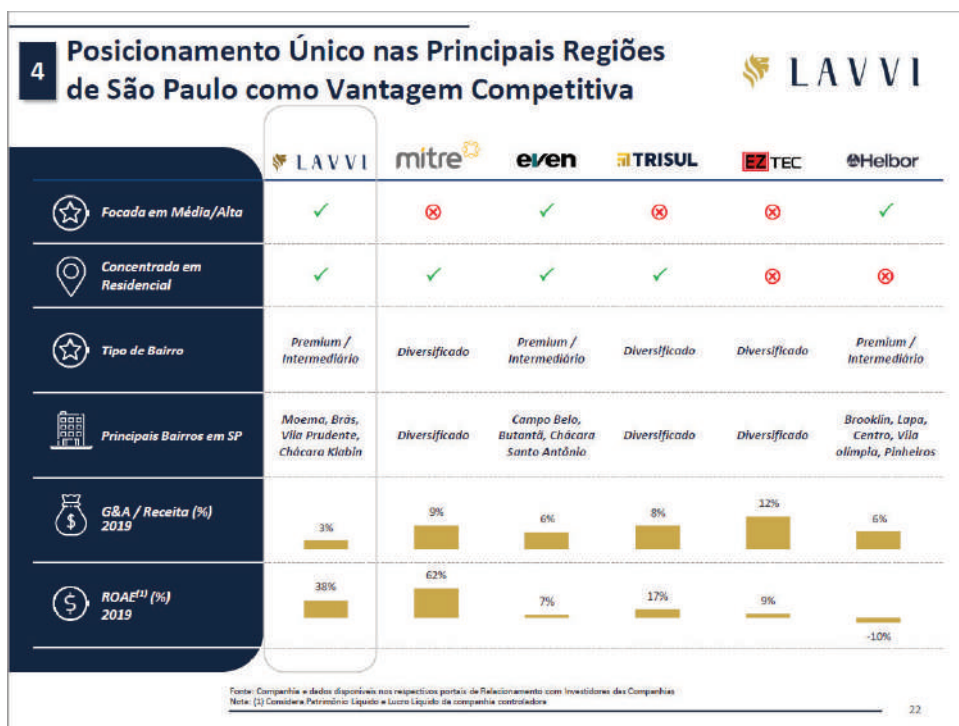 4
Posicionamento Único nas Principais Regiões
de São Paulo como Vantagem Competitiva
LAVVI
LAVVI
mitre
even
TRISUL
EZ TEC
Helbor
Focada em Média/Alta
Concentrada em
Residencial
Tipo de Bairro
Premium /
Intermediário
Diversificado
Premium /
Intermediário
Diversificado
Diversificado
Premium /
Intermediário
Principais Bairros em SP
Moema, Brás,
Vila Prudente,
Chácara Klabin
Diversificado
Campo Belo,
Butantã, Chácara
Santo Antônio
Diversificado
Diversificado
Brooklin, Lapa,
Centro, Vila
olímpia, Pinheiros
G&A / Receita (%)
2019
3%
9%
6%
8%
12%
6%
ROAE(1) (%)
2019
38%
62%
7%
17%
9%
-10%
Fonte: Companhia e dados disponíveis nos respectivos portais de Relacionamento com Investidores das Companhias
Nota: (1) Considera Patrimônio Líquido e Lucro Líquido da companhia controladora
22